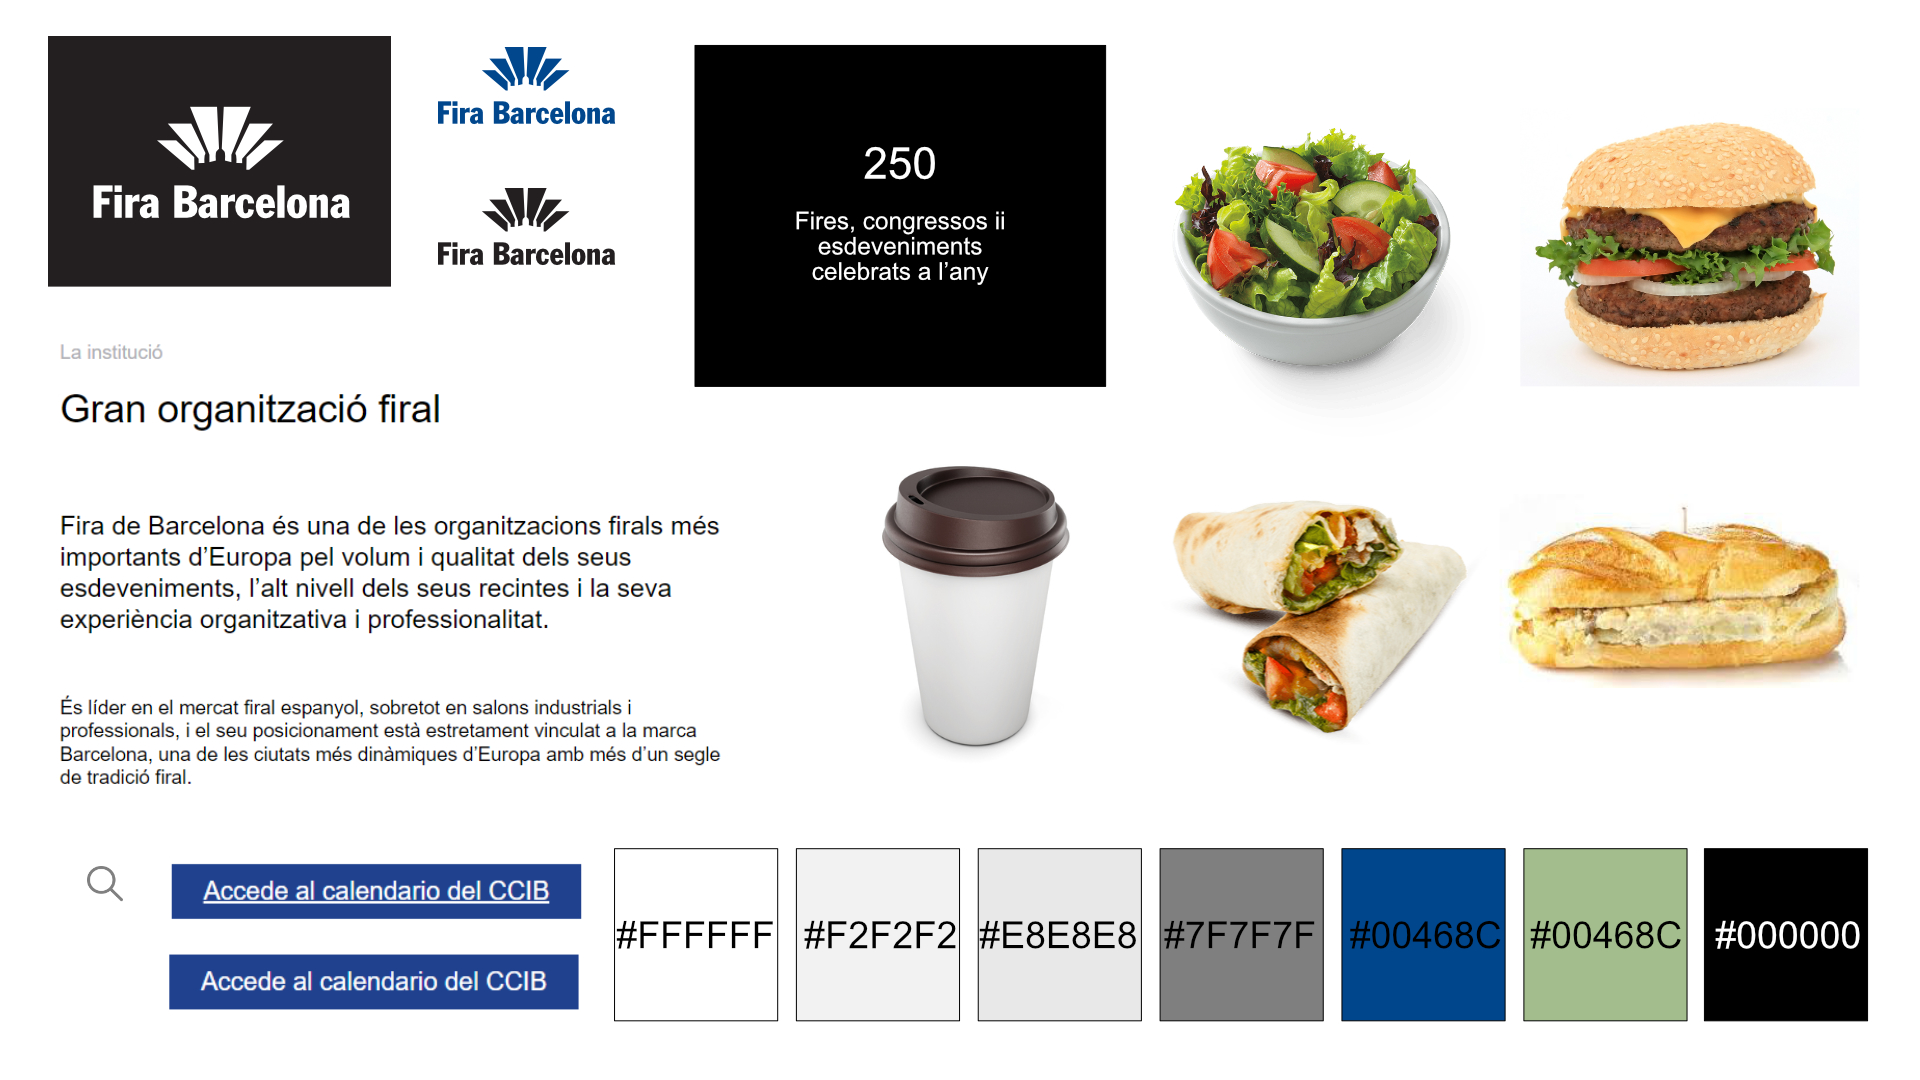 Fira Barcelona
Fira Barcelona
Fira Barcelona
250
Fires, congressos ii
esdeveniments
celebrats a l’any
La institució
Gran organització firal
Fira de Barcelona és una de les organitzacions firals més
importants d’Europa pel volum i qualitat dels seus
esdeveniments, l’alt nivell dels seus recintes i la seva
experiència organitzativa i professionalitat.
És líder en el mercat firal espanyol, sobretot en salons industrials i
professionals, i el seu posicionament està estretament vinculat a la marca
Barcelona, una de les ciutats més dinàmiques d’Europa amb més d’un segle
de tradició firal.
Accede al calendario del CCIB
Accede al calendario del CCIB
#FFFFFF
#F2F2F2
#E8E8E8
#7F7F7F
#00468C
#00468C
#000000